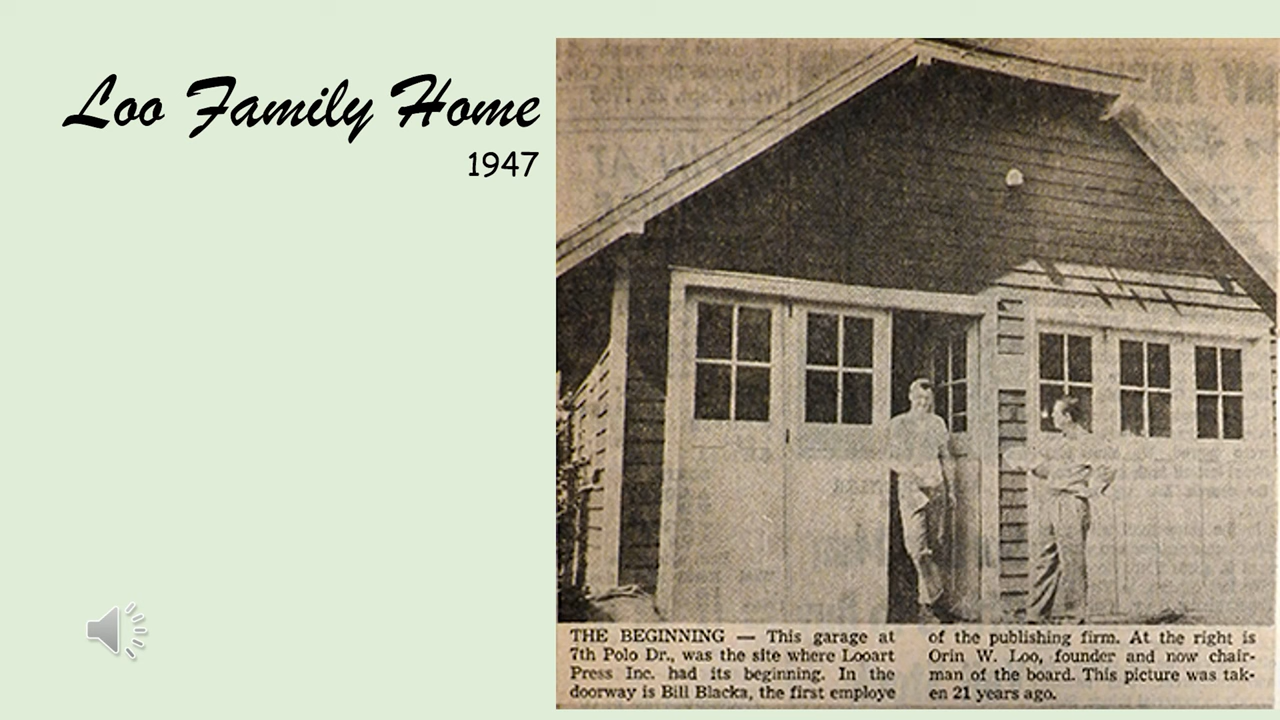 Loo Family Home
1947
THE BEGINNING — This garage at
7th Polo Dr., was the site where Looart
Press Inc. had its beginning. In the
doorway is Bill Blacka, the first employe
of the publishing firm. At the right is
Orin W. Loo, founder and now chair-
man of the board. This picture was tak-
en 21 years ago.